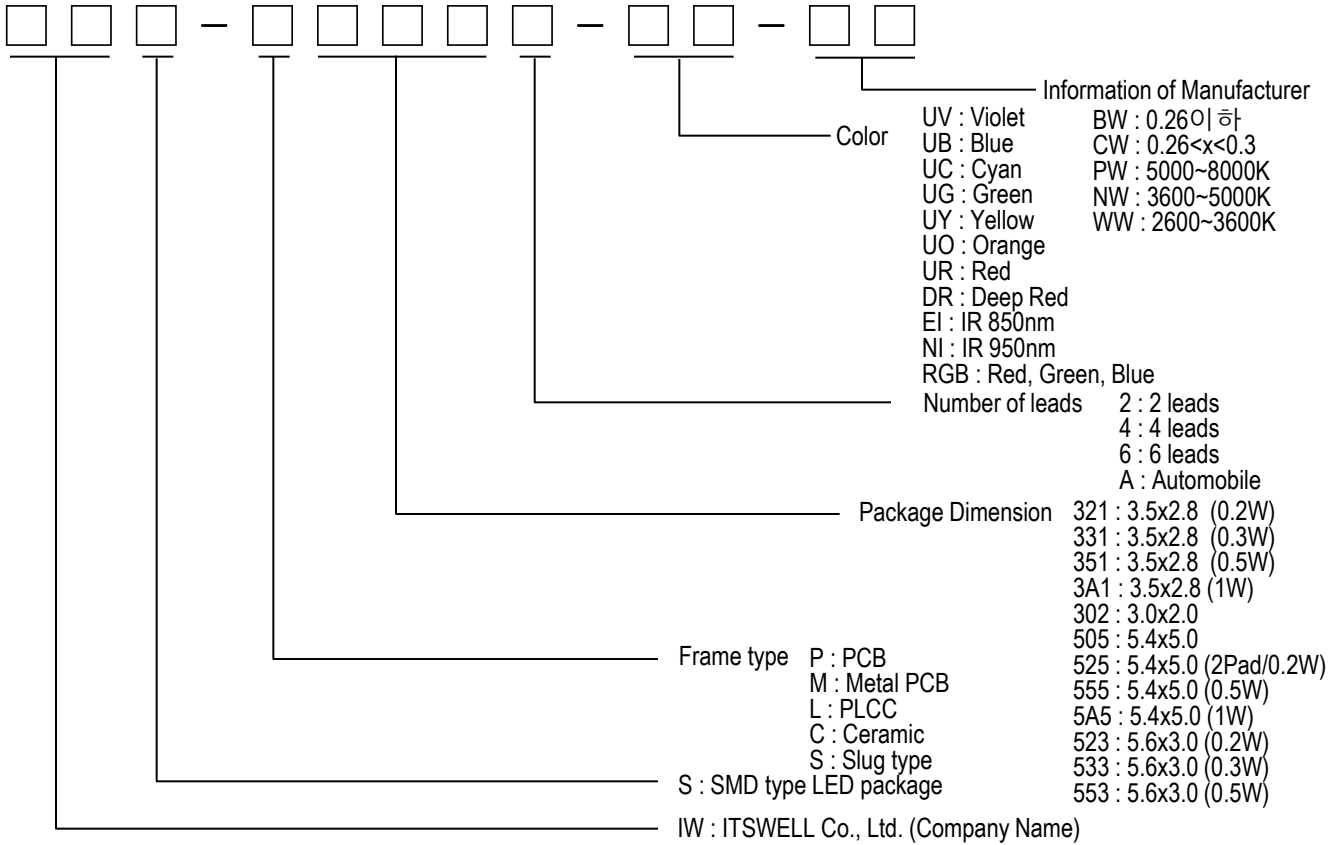 Information of Manufacturer
Color
UV : Violet
UB : Blue
UC : Cyan
UG : Green
UY : Yellow
UO : Orange
UR : Red
DR : Deep Red
EI : IR 850nm
NI : IR 950nm
RGB : Red, Green, Blue
BW : 0.26이하
CW : 0.26<x<0.3
PW : 5000~8000K
NW : 3600~5000K
WW : 2600~3600K
Number of leads
2 : 2 leads
4 : 4 leads
6 : 6 leads
A : Automobile
Package Dimension
321 : 3.5x2.8 (0.2W)
331 : 3.5x2.8 (0.3W)
351 : 3.5x2.8 (0.5W)
3A1 : 3.5x2.8 (1W)
302 : 3.0x2.0
505 : 5.4x5.0
525 : 5.4x5.0 (2Pad/0.2W)
555 : 5.4x5.0 (0.5W)
5A5 : 5.4x5.0 (1W)
523 : 5.6x3.0 (0.2W)
533 : 5.6x3.0 (0.3W)
553 : 5.6x3.0 (0.5W)
Frame type
P : PCB
M : Metal PCB
L : PLCC
C : Ceramic
S : Slug type
S : SMD type LED package
IW : ITSWELL Co., Ltd. (Company Name)